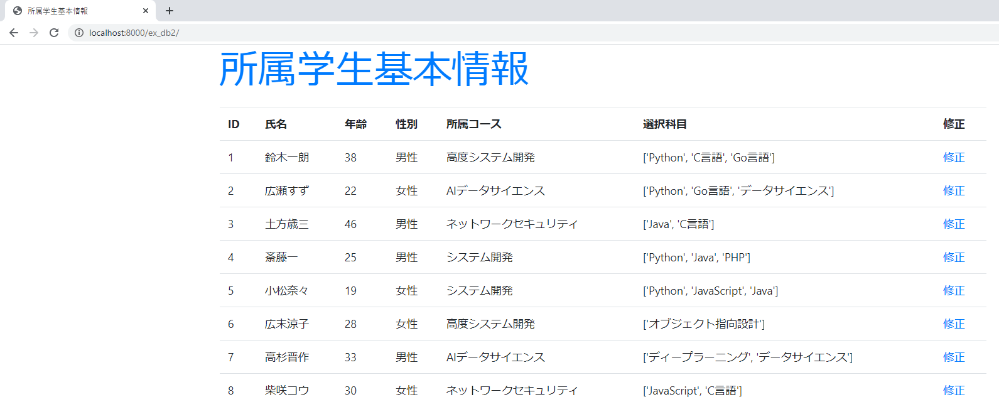 所属学生基本情報
localhost:8000/ex_db2/
所属学生基本情報
ID 氏名 年齢 性別 所属コース 選択科目 修正
1 鈴木一朗 38 男性 高度システム開発 ['Python', 'C言語', 'Go言語'] 修正
2 広瀬すず 22 女性 AIデータサイエンス ['Python', 'Go言語', 'データサイエンス'] 修正
3 土方歳三 46 男性 ネットワークセキュリティ ['Java', 'C言語'] 修正
4 斎藤一 25 男性 システム開発 ['Python', 'Java', 'PHP'] 修正
5 小松奈々 19 女性 システム開発 ['Python', 'JavaScript', 'Java'] 修正
6 広末涼子 28 女性 高度システム開発 ['オブジェクト指向設計'] 修正
7 高杉晋作 33 男性 AIデータサイエンス ['ディープラーニング', 'データサイエンス'] 修正
8 柴咲コウ 30 女性 ネットワークセキュリティ ['JavaScript', 'C言語'] 修正